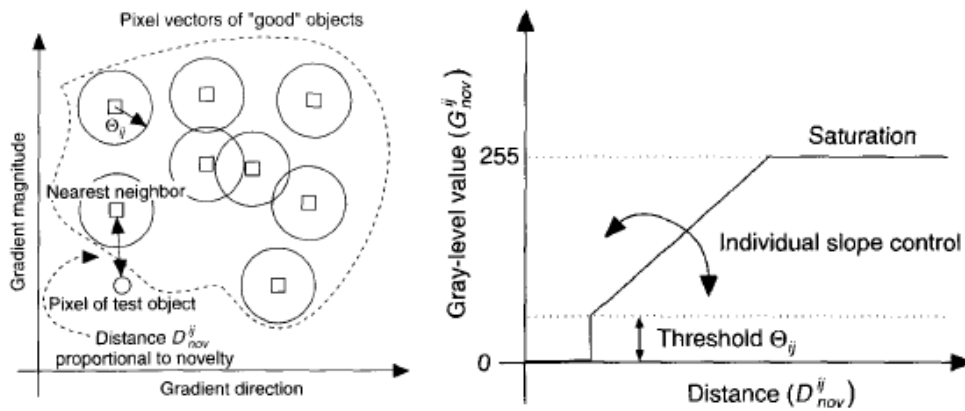 Pixel vectors of "good" objects
Gradient magnitude
Θij
Nearest neighbor
Pixel of test object
Distance D^ij_nov
proportional to novelty
Gradient direction
Gray-level value (G^ij_nov)
255
0
Saturation
Individual slope control
Threshold Θij
Distance (D^ij_nov)